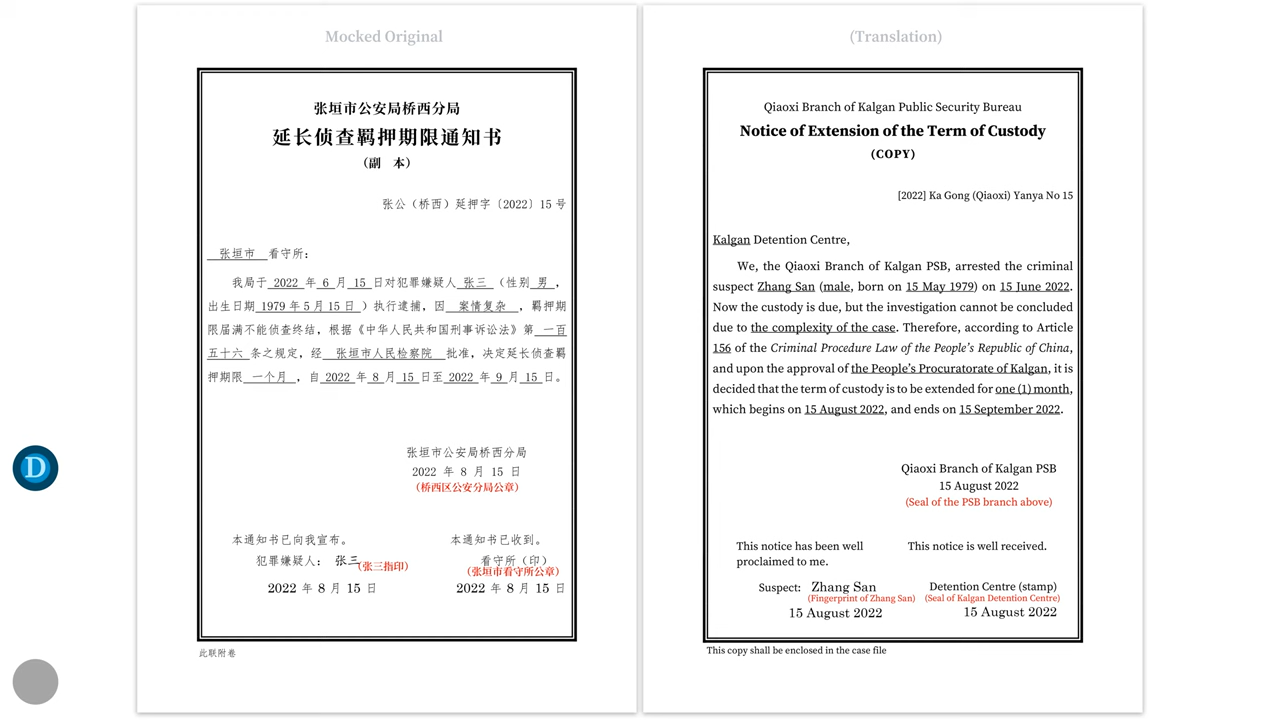 Mocked Original
张垣市公安局桥西分局
延长侦查羁押期限通知书
（副 本）
张公（桥西）延押字〔2022〕15 号
张垣市 看守所：
我局于 2022 年 6 月 15 日对犯罪嫌疑人 张三 （性别 男 ，
出生日期 1979 年 5 月 15 日 ）执行逮捕，因 案情复杂 ，羁押期
限届满不能侦查终结，根据《中华人民共和国刑事诉讼法》第 一百
五十六 条之规定，经 张垣市人民检察院 批准，决定延长侦查羁
押期限 一个月 ，自 2022 年 8 月 15 日至 2022 年 9 月 15 日。
张垣市公安局桥西分局
2022 年 8 月 15 日
（桥西区公安分局公章）
本通知书已向我宣布。
犯罪嫌疑人： 张三
（张三指印）
2022 年 8 月 15 日
本通知书已收到。
看守所（印）
（张垣市看守所公章）
2022 年 8 月 15 日
此联附卷
(Translation)
Qiaoxi Branch of Kalgan Public Security Bureau
Notice of Extension of the Term of Custody
(COPY)
[2022] Ka Gong (Qiaoxi) Yanya No 15
Kalgan Detention Centre,
We, the Qiaoxi Branch of Kalgan PSB, arrested the criminal
suspect Zhang San (male, born on 15 May 1979) on 15 June 2022.
Now the custody is due, but the investigation cannot be concluded
due to the complexity of the case. Therefore, according to Article
156 of the Criminal Procedure Law of the People's Republic of China,
and upon the approval of the People's Procuratorate of Kalgan, it is
decided that the term of custody is to be extended for one (1) month,
which begins on 15 August 2022, and ends on 15 September 2022.
Qiaoxi Branch of Kalgan PSB
15 August 2022
(Seal of the PSB branch above)
This notice has been well
proclaimed to me.
Suspect: Zhang San
(Fingerprint of Zhang San)
15 August 2022
This notice is well received.
Detention Centre (stamp)
(Seal of Kalgan Detention Centre)
15 August 2022
This copy shall be enclosed in the case file
D